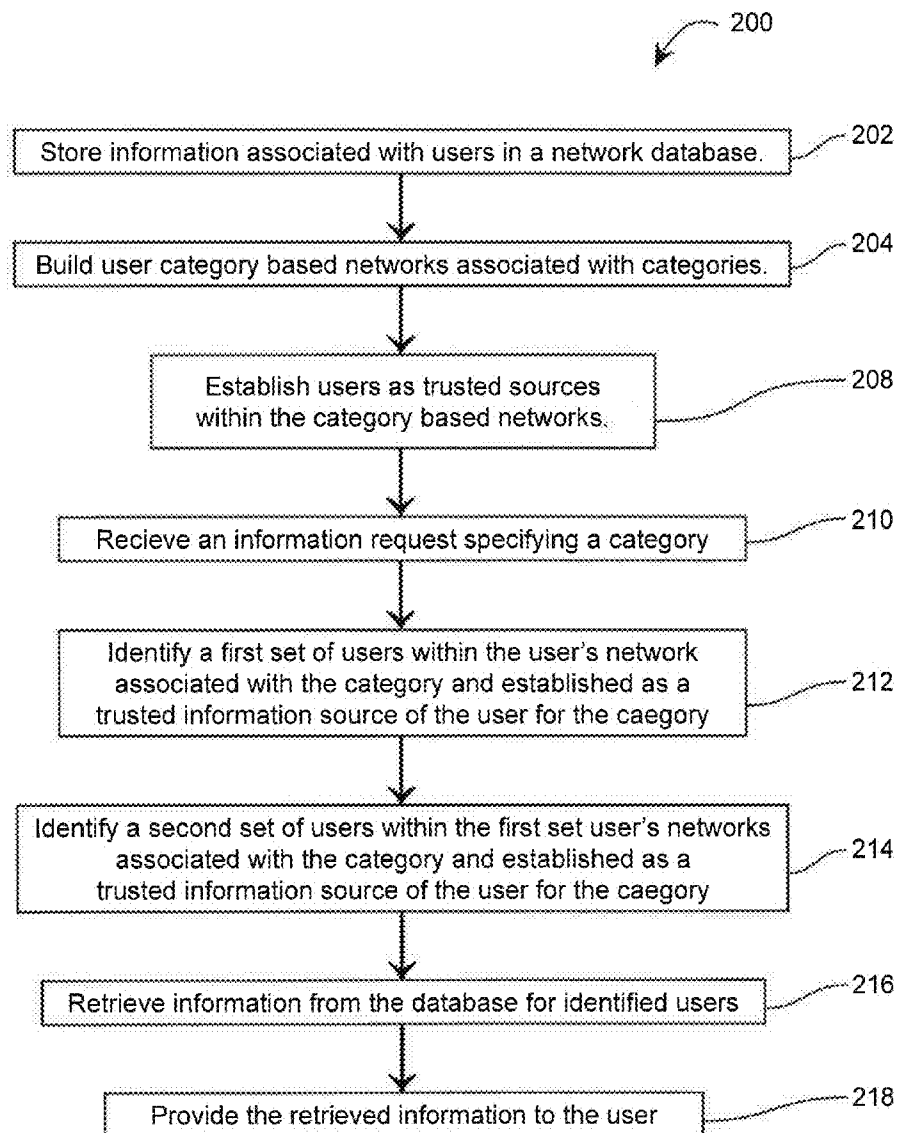 200
Store information associated with users in a network database.
202
Build user category based networks associated with categories.
204
Establish users as trusted sources
within the category based networks.
208
Recieve an information request specifying a category
210
Identify a first set of users within the user's network
associated with the category and established as a
trusted information source of the user for the caegory
212
Identify a second set of users within the first set user's networks
associated with the category and established as a
trusted information source of the user for the caegory
214
Retrieve information from the database for identified users
216
Provide the retrieved information to the user
218